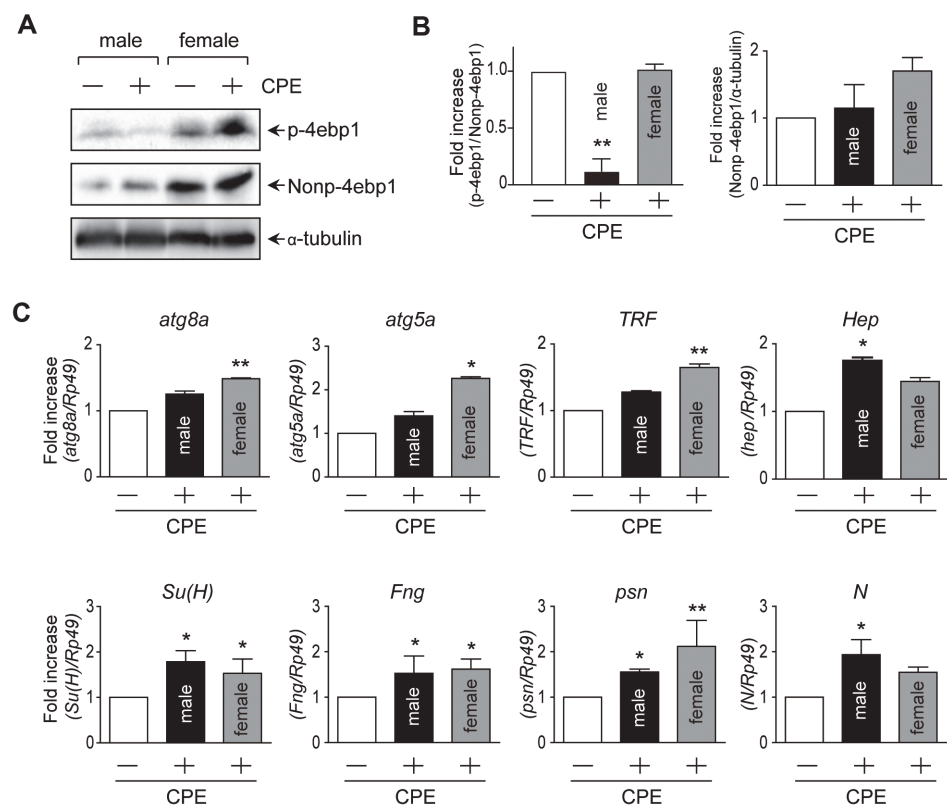 A
male female
— + — + CPE
p-4ebp1
Nonp-4ebp1
α-tubulin
B
Fold increase
(p-4ebp1/Nonp-4ebp1)
1.0
0.5
0
male
**
female
— + +
CPE
Fold increase
(Nonp-4ebp1/α-tubulin)
2
1
0
male
female
— + +
CPE
C
atg8a
Fold increase
(atg8a/Rp49)
2
1
0
male
**
female
— + +
CPE
atg5a
(atg5a/Rp49)
3
2
1
0
male
*
female
— + +
CPE
TRF
(TRF/Rp49)
2
1
0
male
**
female
— + +
CPE
Hep
(hep/Rp49)
2
1
0
*
male
female
— + +
CPE
Su(H)
Fold increase
(Su(H)/Rp49)
3
2
1
0
*
male
*
female
— + +
CPE
Fng
(Fng/Rp49)
3
2
1
0
*
male
*
female
— + +
CPE
psn
(psn/Rp49)
3
2
1
0
*
male
**
female
— + +
CPE
N
(N/Rp49)
3
2
1
0
*
male
female
— + +
CPE